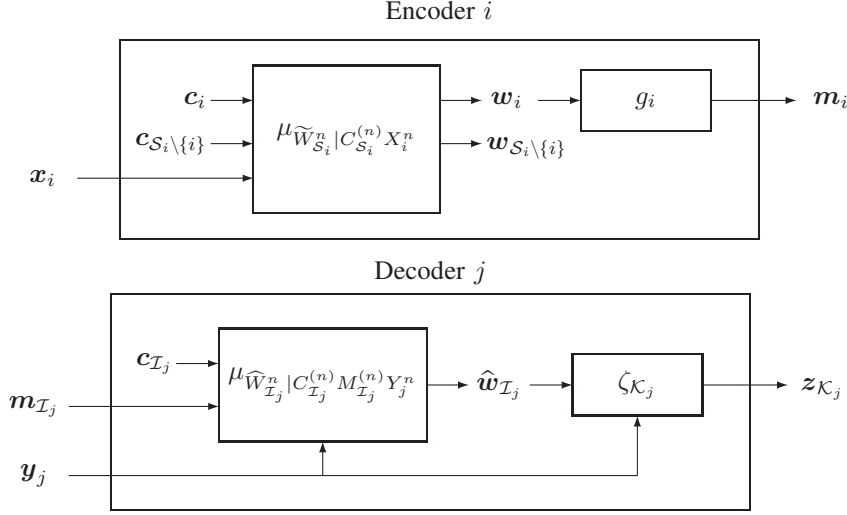 Encoder i
c_i
c_{S_i\{i}}
x_i
μ_{W̃^n_{S_i}|C^{(n)}_{S_i}X^n_i}
w_i
w_{S_i\{i}}
g_i
m_i
Decoder j
c_{I_j}
m_{I_j}
y_j
μ_{Ŵ^n_{I_j}|C^{(n)}_{I_j}M^{(n)}_{I_j}Y^n_j}
ŵ_{I_j}
ζ_{K_j}
z_{K_j}